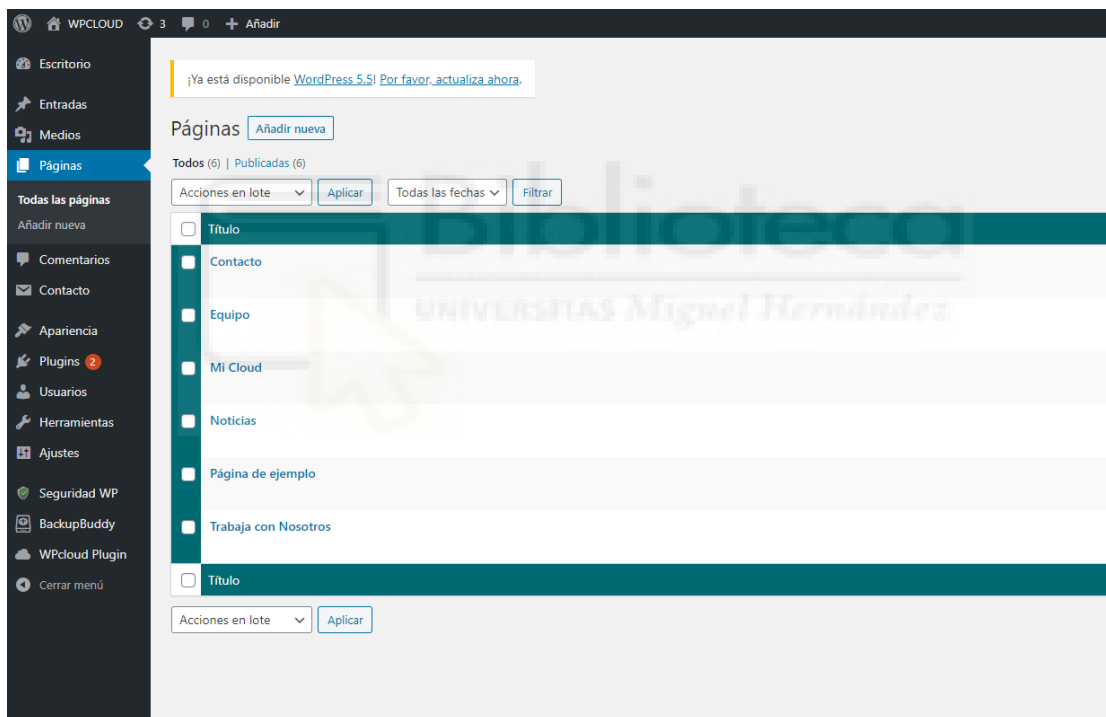 WPCLOUD 3 0 + Añadir
Escritorio
Entradas
Medios
Páginas
Todas las páginas
Añadir nueva
Comentarios
Contacto
Apariencia
Plugins 2
Usuarios
Herramientas
Ajustes
Seguridad WP
BackupBuddy
WPcloud Plugin
Cerrar menú
¡Ya está disponible WordPress 5.5! Por favor, actualiza ahora.
Páginas Añadir nueva
Todos (6) | Publicadas (6)
Acciones en lote Aplicar Todas las fechas Filtrar
Título
Contacto
Equipo
Mi Cloud
Noticias
Página de ejemplo
Trabaja con Nosotros
Título
Acciones en lote Aplicar
Biblioteca
UNIVERSITAS Miguel Hernández